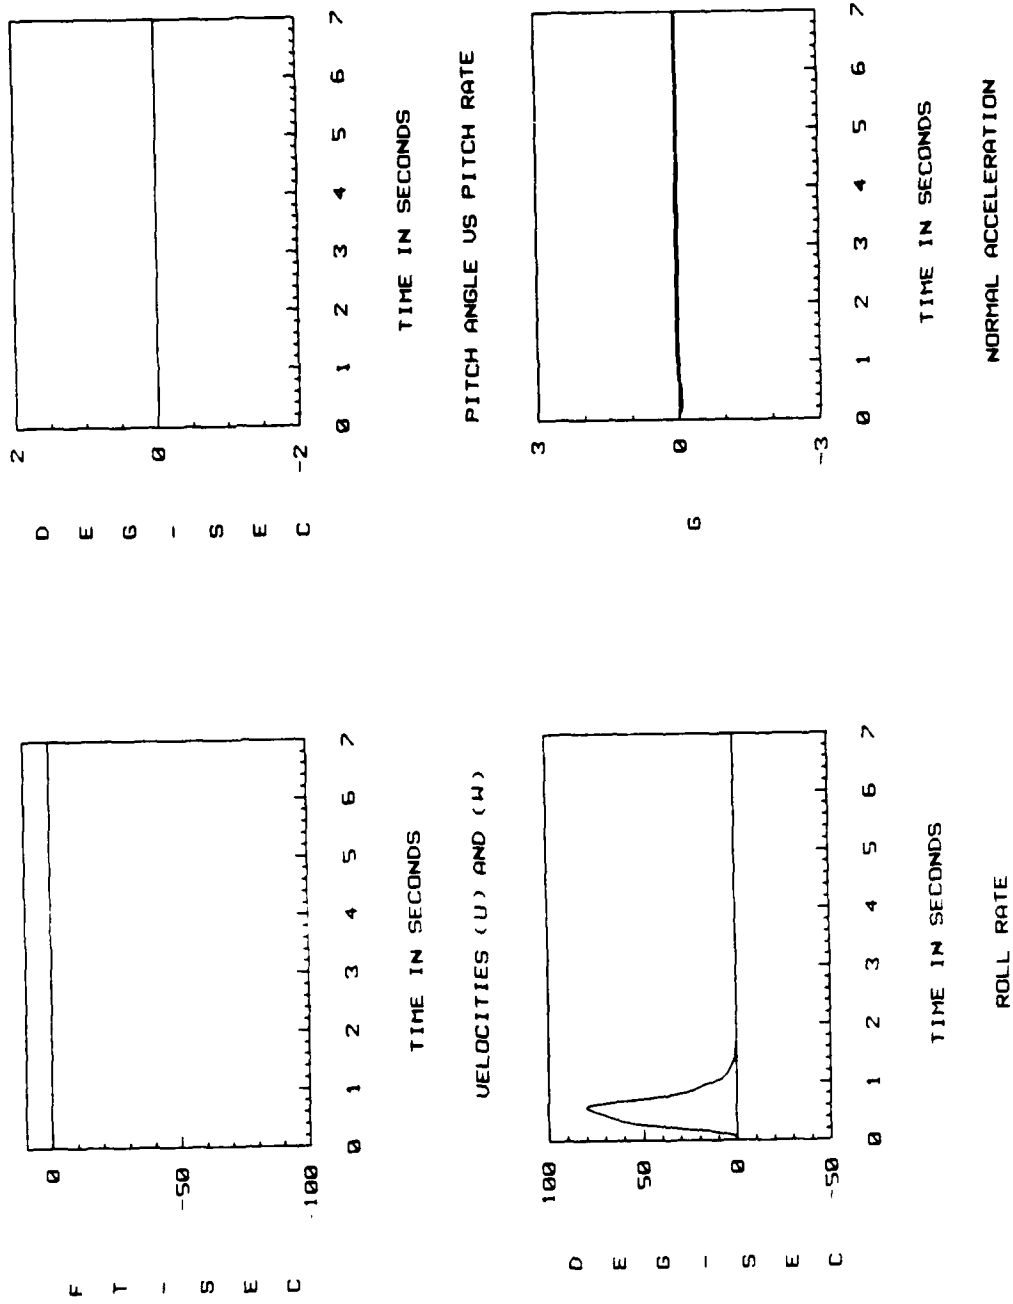 F T - S E C
0
-50
-100
0 1 2 3 4 5 6 7
TIME IN SECONDS
VELOCITIES (U) AND (W)
D E G - S E C
2
0
-2
0 1 2 3 4 5 6 7
TIME IN SECONDS
PITCH ANGLE VS PITCH RATE
D E G - S E C
100
50
0
-50
0 1 2 3 4 5 6 7
TIME IN SECONDS
ROLL RATE
G
3
0
-3
0 1 2 3 4 5 6 7
TIME IN SECONDS
NORMAL ACCELERATION